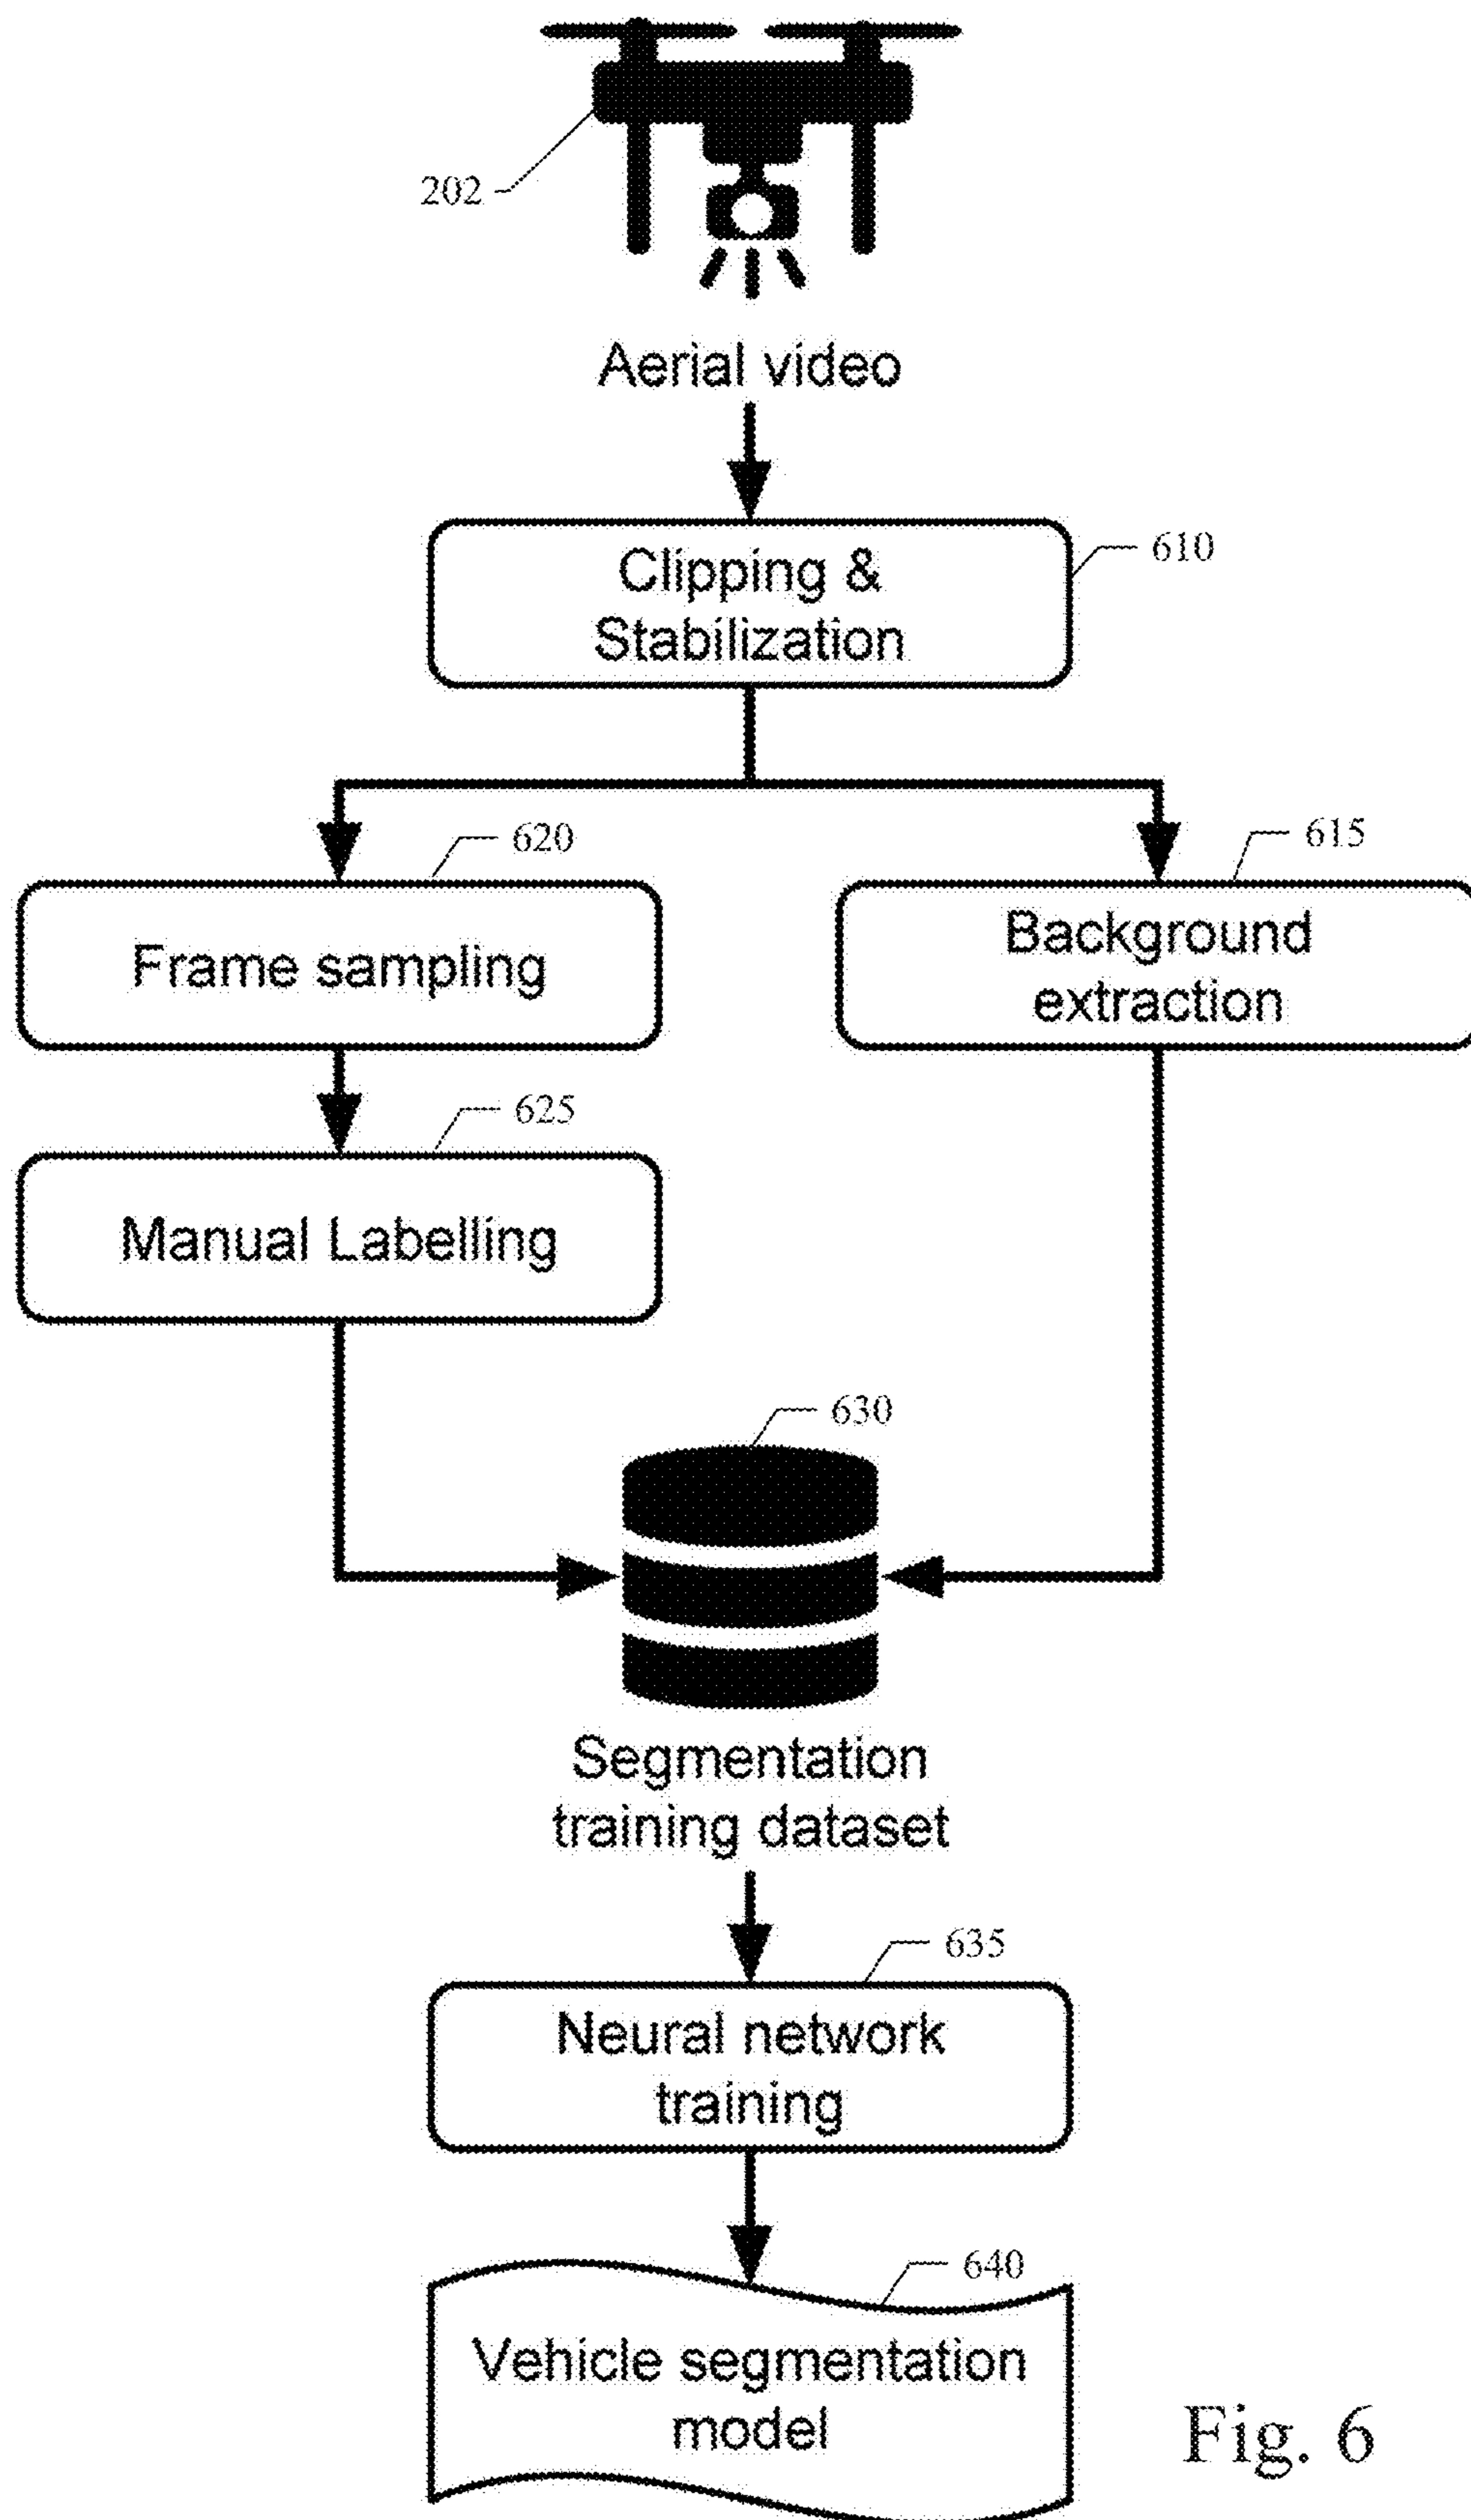 202
Aerial video
Clipping &
Stabilization
610
620
615
Frame sampling
Background
extraction
625
Manual Labelling
630
Segmentation
training dataset
635
Neural network
training
640
Vehicle segmentation
model
Fig. 6